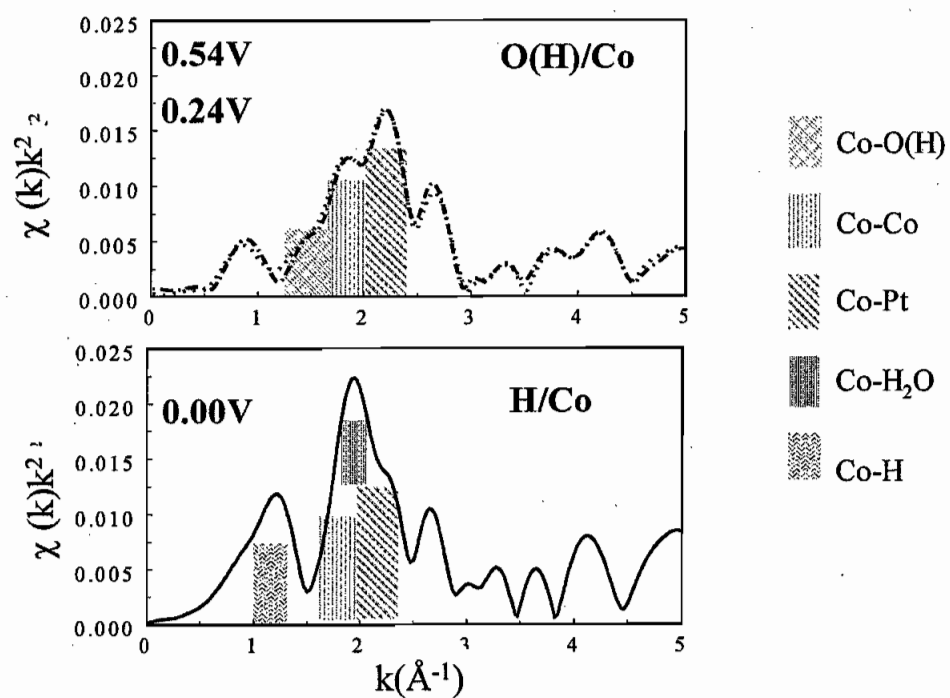 0.025
0.020
0.015
0.010
0.005
0.000
χ (k)k² ₂
0.54V
0.24V
O(H)/Co
0 1 2 3 4 5
0.025
0.020
0.015
0.010
0.005
0.000
χ (k)k²
0.00V
H/Co
0 1 2 3 4 5
k(Å⁻¹)
Co-O(H)
Co-Co
Co-Pt
Co-H₂O
Co-H